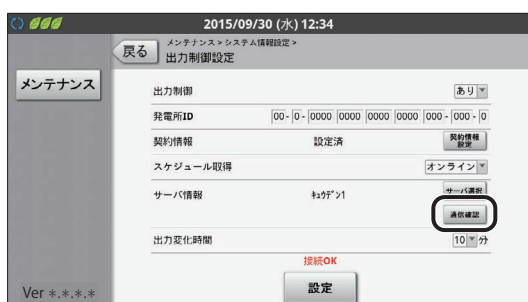 2015/09/30 (水) 12:34
戻る
メンテナンス > システム情報設定 >
出力制御設定
メンテナンス
出力制御 あり
発電所ID 00 - 0 - 0000 0000 0000 0000 000 - 000 - 0
契約情報 設定済 契約情報
設定
スケジュール取得 オンライン
サーバ情報 ｷｭｳﾃﾞﾝ1 サーバ選択
通信確認
出力変化時間 10 分
接続OK
設定
Ver *.*.*.*